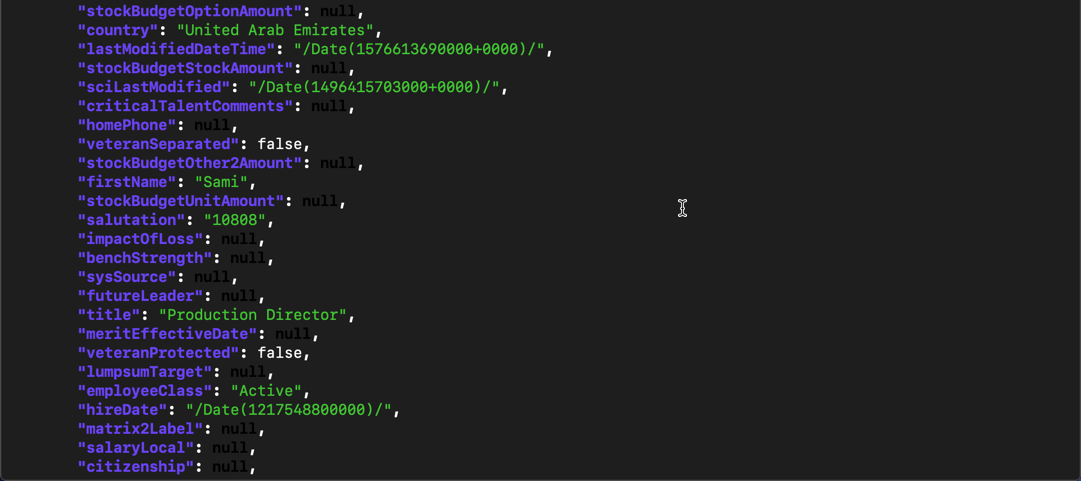 "stockBudgetOptionAmount": null,
"country": "United Arab Emirates",
"lastModifiedDateTime": "/Date(1576613690000+0000)/",
"stockBudgetStockAmount": null,
"sciLastModified": "/Date(1496415703000+0000)/",
"criticalTalentComments": null,
"homePhone": null,
"veteranSeparated": false,
"stockBudgetOther2Amount": null,
"firstName": "Sami",
"stockBudgetUnitAmount": null,
"salutation": "10808",
"impactOfLoss": null,
"benchStrength": null,
"sysSource": null,
"futureLeader": null,
"title": "Production Director",
"meritEffectiveDate": null,
"veteranProtected": false,
"lumpsumTarget": null,
"employeeClass": "Active",
"hireDate": "/Date(1217548800000)/",
"matrix2Label": null,
"salaryLocal": null,
"citizenship": null,